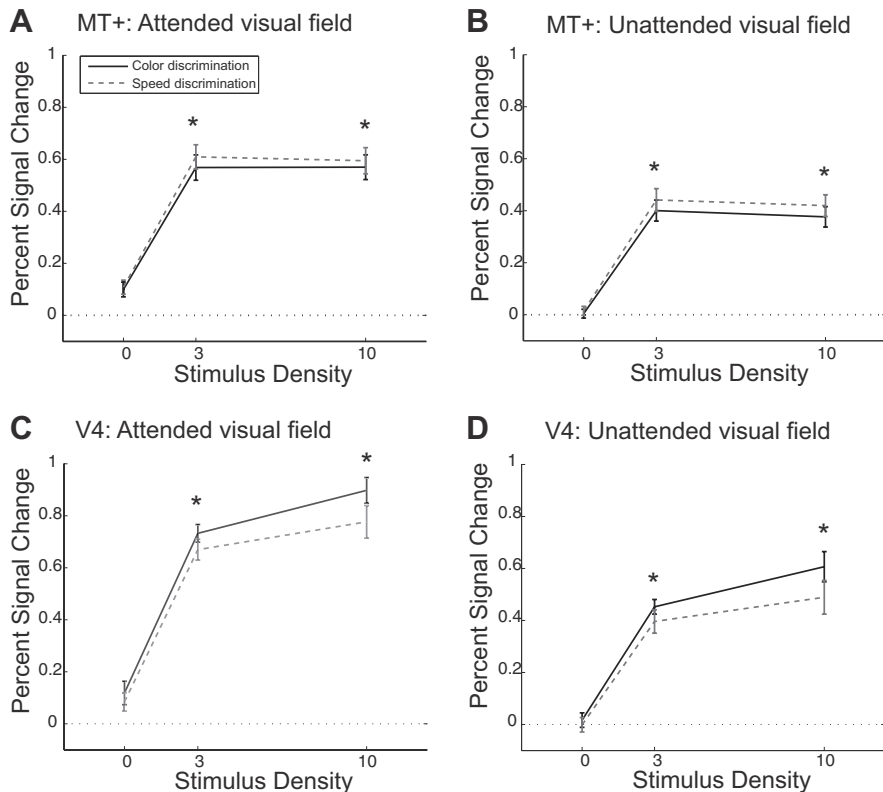 A MT+: Attended visual field
Color discrimination
Speed discrimination
1
0.8
0.6
0.4
0.2
0
Percent Signal Change
* *
0 3 10
Stimulus Density
B MT+: Unattended visual field
1
0.8
0.6
0.4
0.2
0
Percent Signal Change
* *
0 3 10
Stimulus Density
C V4: Attended visual field
1
0.8
0.6
0.4
0.2
0
Percent Signal Change
* *
0 3 10
Stimulus Density
D V4: Unattended visual field
1
0.8
0.6
0.4
0.2
0
Percent Signal Change
* *
0 3 10
Stimulus Density